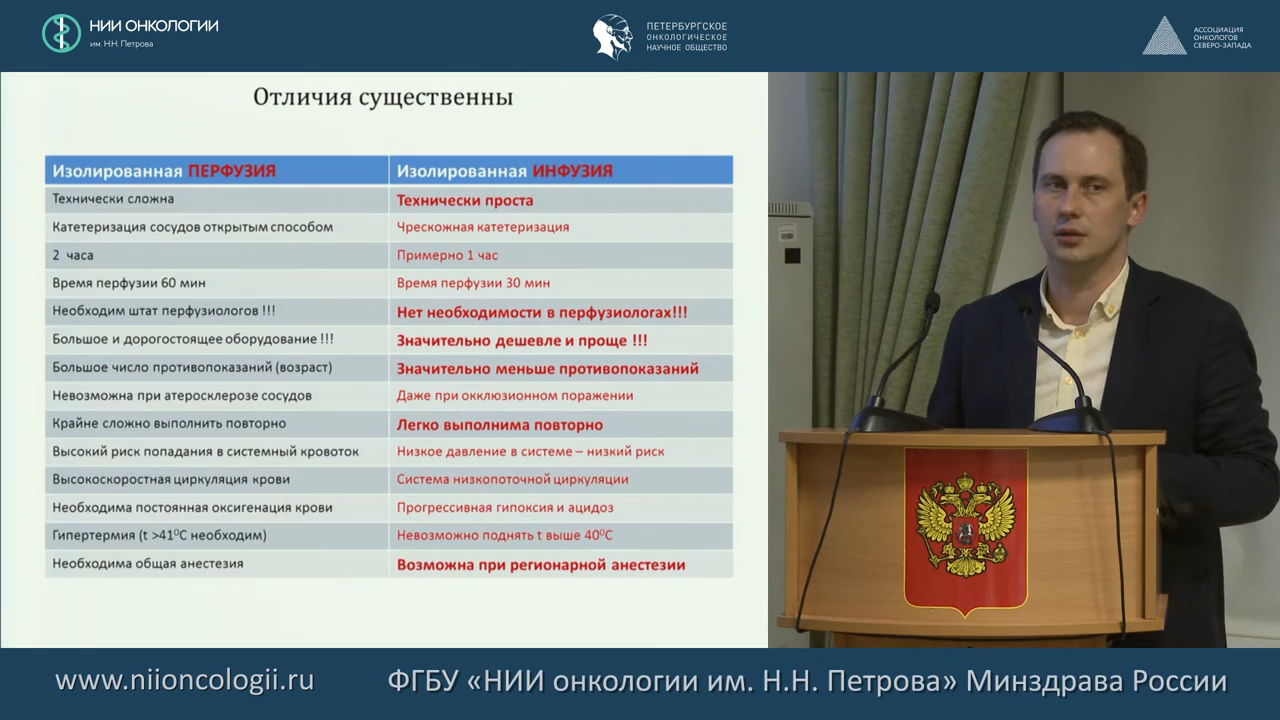 НИИ ОНКОЛОГИИ
им. Н.Н. Петрова
ПЕТЕРБУРГСКОЕ
ОНКОЛОГИЧЕСКОЕ
НАУЧНОЕ ОБЩЕСТВО
АССОЦИАЦИЯ
ОНКОЛОГОВ
СЕВЕРО-ЗАПАДА
Отличия существенны
Изолированная ПЕРФУЗИЯ Изолированная ИНФУЗИЯ
Технически сложна Технически проста
Катетеризация сосудов открытым способом Чрескожная катетеризация
2 часа Примерно 1 час
Время перфузии 60 мин Время перфузии 30 мин
Необходим штат перфузиологов !!! Нет необходимости в перфузиологах!!!
Большое и дорогостоящее оборудование !!! Значительно дешевле и проще !!!
Большое число противопоказаний (возраст) Значительно меньше противопоказаний
Невозможна при атеросклерозе сосудов Даже при окклюзионном поражении
Крайне сложно выполнить повторно Легко выполнима повторно
Высокий риск попадания в системный кровоток Низкое давление в системе – низкий риск
Высокоскоростная циркуляция крови Система низкопоточной циркуляции
Необходима постоянная оксигенация крови Прогрессивная гипоксия и ацидоз
Гипертермия (t >41⁰С необходим) Невозможно поднять t выше 40⁰С
Необходима общая анестезия Возможна при регионарной анестезии
www.niioncologii.ru ФГБУ «НИИ онкологии им. Н.Н. Петрова» Минздрава России